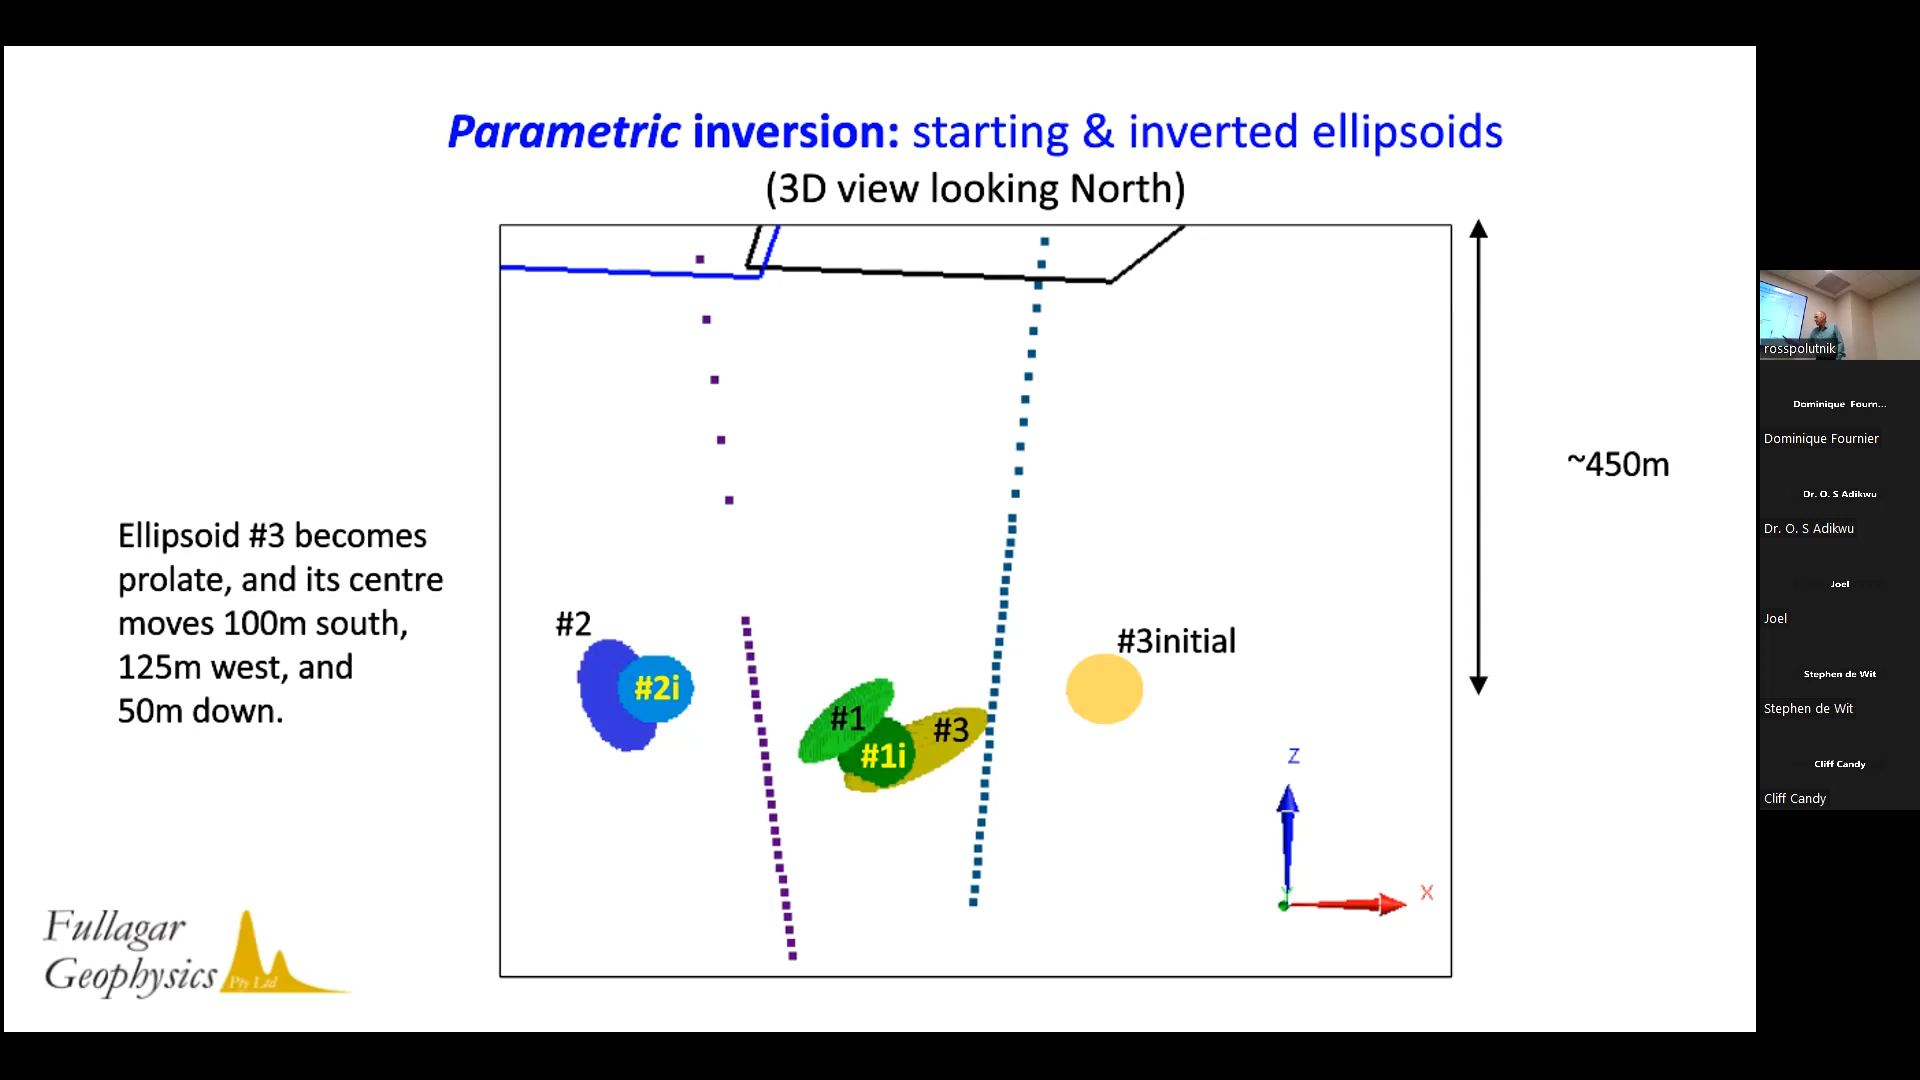 Parametric inversion: starting & inverted ellipsoids
(3D view looking North)
~450m
Ellipsoid #3 becomes
prolate, and its centre
moves 100m south,
125m west, and
50m down.
#2
#2i
#1
#1i
#3
#3initial
Z
Y
X
Fullagar
Geophysics
Pty Ltd
rosspolutnik
Dominique Fourn...
Dominique Fournier
Dr. O. S Adikwu
Dr. O. S Adikwu
Joel
Joel
Stephen de Wit
Stephen de Wit
Cliff Candy
Cliff Candy